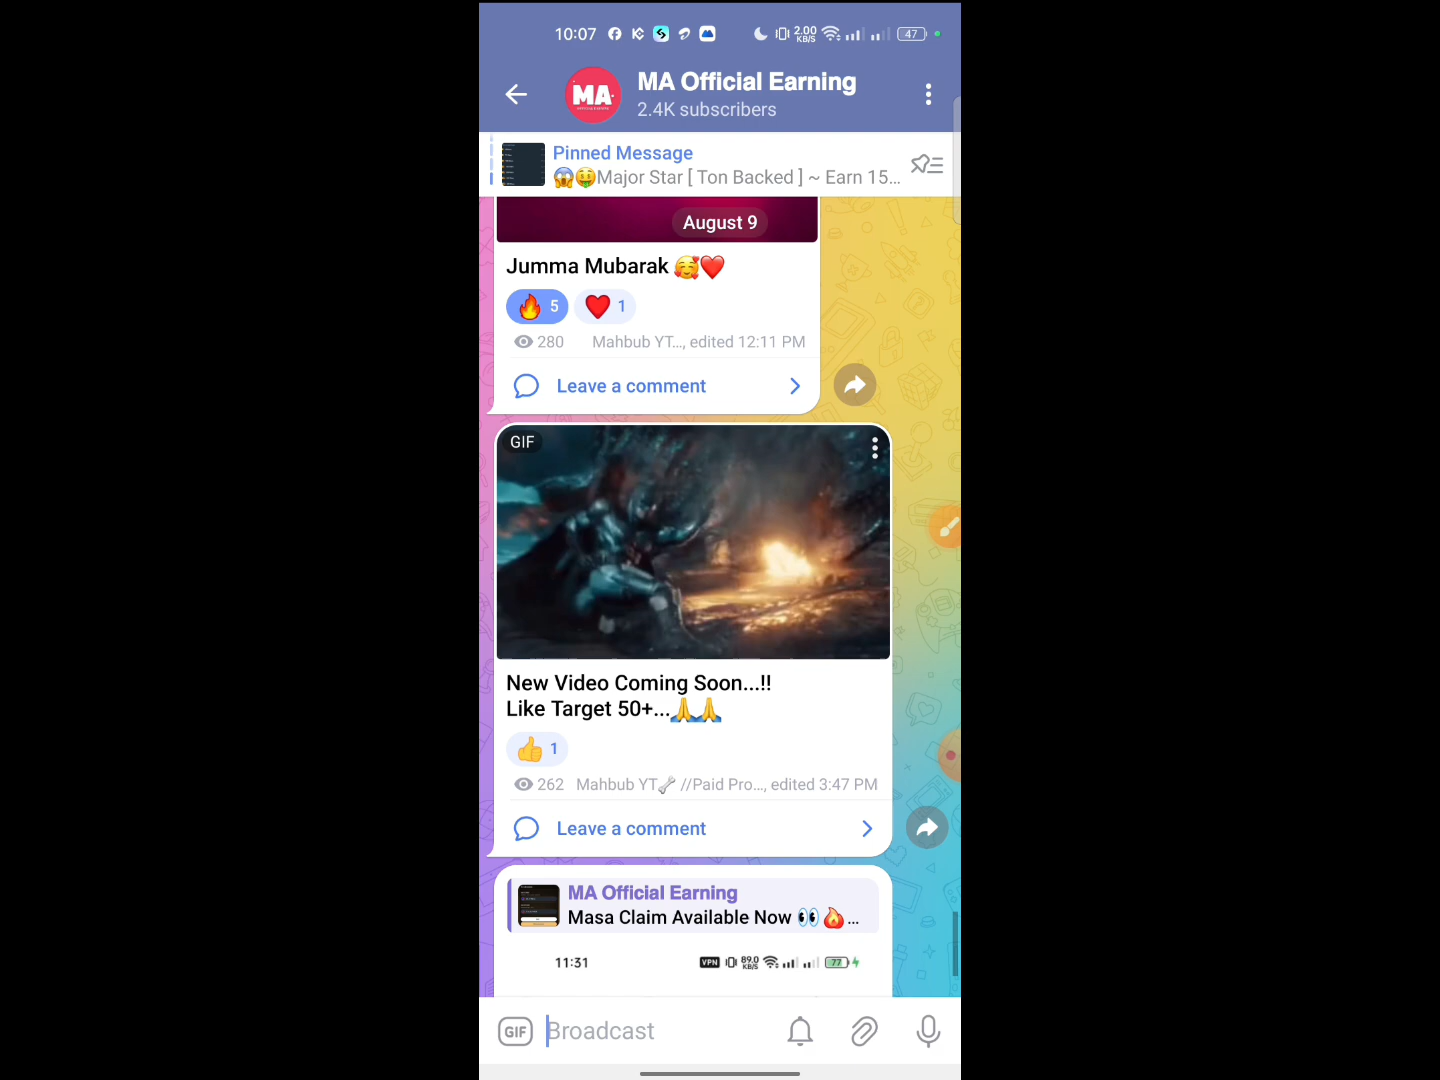 10:07
2.00 KB/S
47
MA
MA Official Earning
2.4K subscribers
Pinned Message
😱🤑Major Star [ Ton Backed ] ~ Earn 15...
August 9
Jumma Mubarak 🥰❤️
🔥 5 ❤️ 1
280 Mahbub YT..., edited 12:11 PM
Leave a comment
GIF
New Video Coming Soon...!!
Like Target 50+...🙏🙏
👍 1
262 Mahbub YT🦴 //Paid Pro..., edited 3:47 PM
Leave a comment
MA Official Earning
Masa Claim Available Now 👀🔥...
11:31
VPN 89.0 KB/S 77
GIF Broadcast